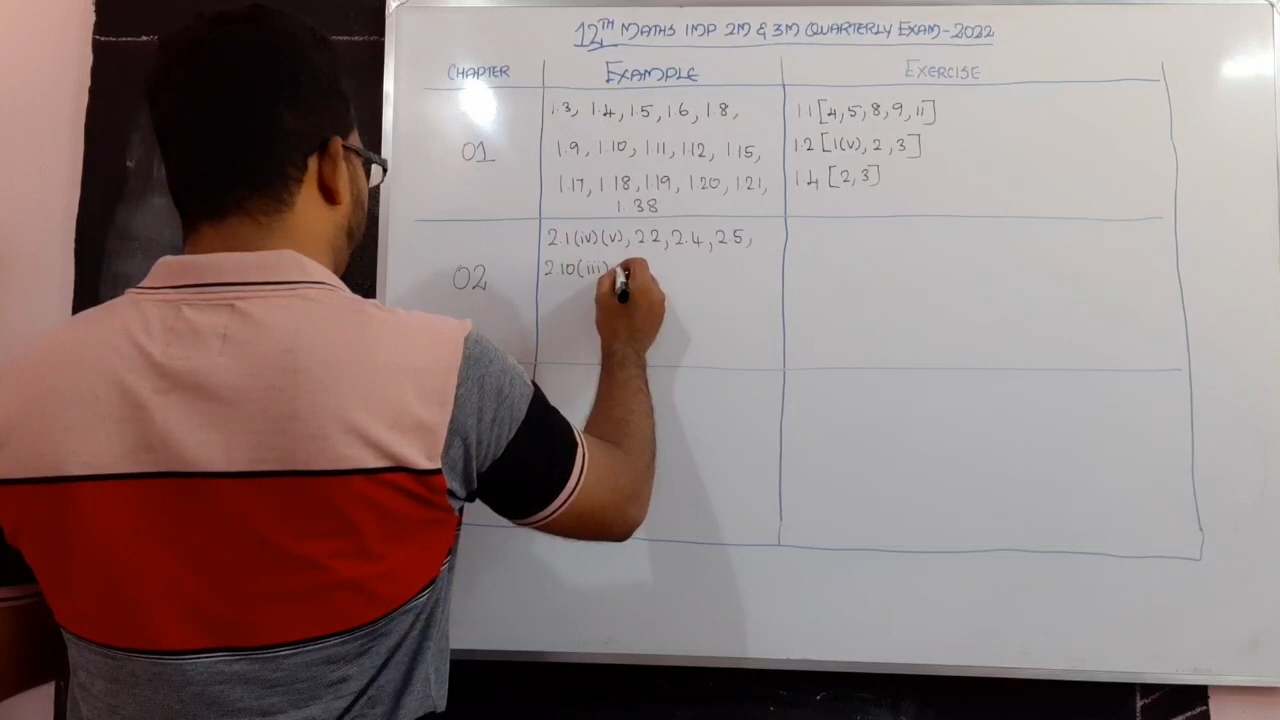 12TH MATHS IMP 2M & 3M QUARTERLY EXAM-2022
CHAPTER EXAMPLE EXERCISE
01
1.3, 1.4, 1.5, 1.6, 1.8,
1.9, 1.10, 1.11, 1.12, 1.15,
1.17, 1.18, 1.19, 1.20, 1.21,
1.38
1.1 [4, 5, 8, 9, 11]
1.2 [1(v), 2, 3]
1.4 [2, 3]
02
2.1(iv)(v), 2.2, 2.4, 2.5,
2.10(iii)